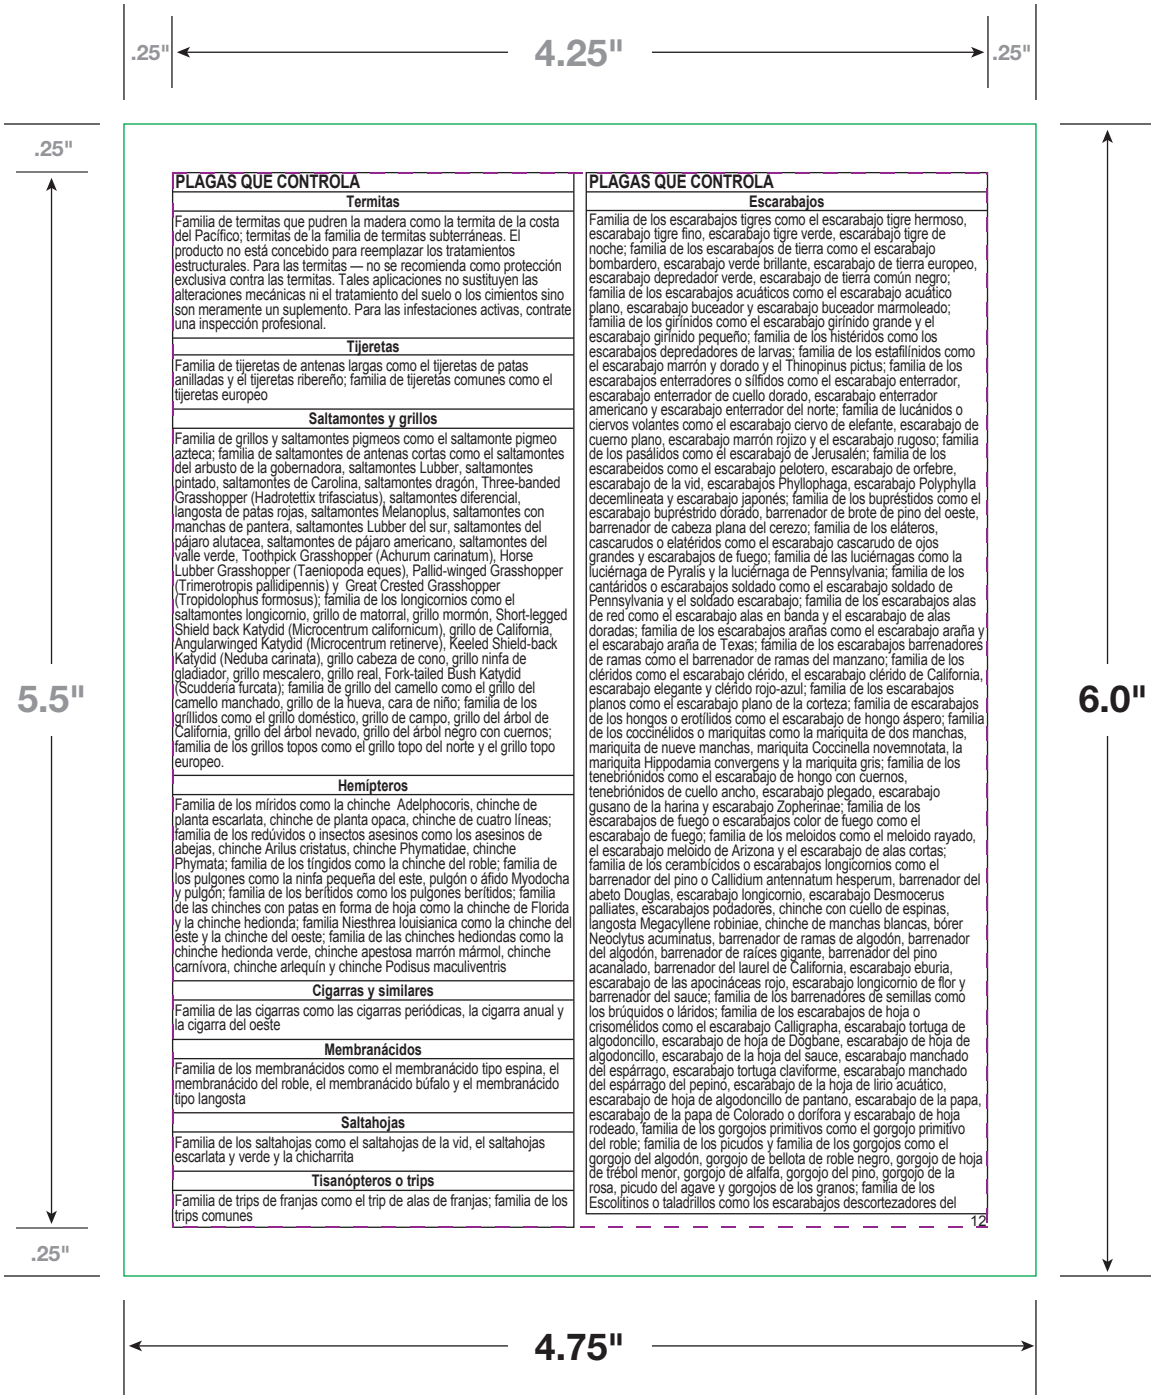 .25"
4.25"
.25"
.25"
5.5"
.25"
6.0"
PLAGAS QUE CONTROLA
Termitas
Familia de termitas que pudren la madera como la termita de la costa
del Pacífico; termitas de la familia de termitas subterráneas. El
producto no está concebido para reemplazar los tratamientos
estructurales. Para las termitas — no se recomienda como protección
exclusiva contra las termitas. Tales aplicaciones no sustituyen las
alteraciones mecánicas ni el tratamiento del suelo o los cimientos sino
son meramente un suplemento. Para las infestaciones activas, contrate
una inspección profesional.
Tijeretas
Familia de tijeretas de antenas largas como el tijeretas de patas
anilladas y el tijeretas ribereño; familia de tijeretas comunes como el
tijeretas europeo
Saltamontes y grillos
Familia de grillos y saltamontes pigmeos como el saltamonte pigmeo
azteca; familia de saltamontes de antenas cortas como el saltamontes
del arbusto de la gobernadora, saltamontes Lubber, saltamontes
pintado, saltamontes de Carolina, saltamontes dragón, Three-banded
Grasshopper (Hadrotettix trifasciatus), saltamontes diferencial,
langosta de patas rojas, saltamontes Melanoplus, saltamontes con
manchas de pantera, saltamontes Lubber del sur, saltamontes del
pájaro alutacea, saltamontes de pájaro americano, saltamontes del
valle verde, Toothpick Grasshopper (Achurum carinatum), Horse
Lubber Grasshopper (Taeniopoda eques), Pallid-winged Grasshopper
(Trimerotropis pallidipennis) y  Great Crested Grasshopper
(Tropidolophus formosus); familia de los longicornios como el
saltamontes longicornio, grillo de matorral, grillo mormón, Short-legged
Shield back Katydid (Microcentrum californicum), grillo de California,
Angularwinged Katydid (Microcentrum retinerve), Keeled Shield-back
Katydid (Neduba carinata), grillo cabeza de cono, grillo ninfa de
gladiador, grillo mescalero, grillo real, Fork-tailed Bush Katydid
(Scudderia furcata); familia de grillo del camello como el grillo del
camello manchado, grillo de la hueva, cara de niño; familia de los
gríllidos como el grillo doméstico, grillo de campo, grillo del árbol de
California, grillo del árbol nevado, grillo del árbol negro con cuernos;
familia de los grillos topos como el grillo topo del norte y el grillo topo
europeo.
Hemípteros
Familia de los míridos como la chinche  Adelphocoris, chinche de
planta escarlata, chinche de planta opaca, chinche de cuatro líneas;
familia de los redúvidos o insectos asesinos como los asesinos de
abejas, chinche Arilus cristatus, chinche Phymatidae, chinche
Phymata; familia de los tíngidos como la chinche del roble; familia de
los pulgones como la ninfa pequeña del este, pulgón o áfido Myodocha
y pulgón; familia de los berítidos como los pulgones berítidos; familia
de las chinches con patas en forma de hoja como la chinche de Florida
y la chinche hedionda; familia Niesthrea louisianica como la chinche del
este y la chinche del oeste; familia de las chinches hediondas como la
chinche hedionda verde, chinche apestosa marrón mármol, chinche
carnívora, chinche arlequín y chinche Podisus maculiventris
Cigarras y similares
Familia de las cigarras como las cigarras periódicas, la cigarra anual y
la cigarra del oeste
Membranácidos
Familia de los membranácidos como el membranácido tipo espina, el
membranácido del roble, el membranácido búfalo y el membranácido
tipo langosta
Saltahojas
Familia de los saltahojas como el saltahojas de la vid, el saltahojas
escarlata y verde y la chicharrita
Tisanópteros o trips
Familia de trips de franjas como el trip de alas de franjas; familia de los
trips comunes
PLAGAS QUE CONTROLA
Escarabajos
Familia de los escarabajos tigres como el escarabajo tigre hermoso,
escarabajo tigre fino, escarabajo tigre verde, escarabajo tigre de
noche; familia de los escarabajos de tierra como el escarabajo
bombardero, escarabajo verde brillante, escarabajo de tierra europeo,
escarabajo depredador verde, escarabajo de tierra común negro;
familia de los escarabajos acuáticos como el escarabajo acuático
plano, escarabajo buceador y escarabajo buceador marmoleado;
familia de los girínidos como el escarabajo girínido grande y el
escarabajo girínido pequeño; familia de los histéridos como los
escarabajos depredadores de larvas; familia de los estafilínidos como
el escarabajo marrón y dorado y el Thinopinus pictus; familia de los
escarabajos enterradores o sílfidos como el escarabajo enterrador,
escarabajo enterrador de cuello dorado, escarabajo enterrador
americano y escarabajo enterrador del norte; familia de lucánidos o
ciervos volantes como el escarabajo ciervo de elefante, escarabajo de
cuerno plano, escarabajo marrón rojizo y el escarabajo rugoso; familia
de los pasálidos como el escarabajo de Jerusalén; familia de los
escarabeidos como el escarabajo pelotero, escarabajo de orfebre,
escarabajo de la vid, escarabajos Phyllophaga, escarabajo Polyphylla
decemlineata y escarabajo japonés; familia de los bupréstidos como el
escarabajo bupréstrido dorado, barrenador de brote de pino del oeste,
barrenador de cabeza plana del cerezo; familia de los eláteros,
cascarudos o elatéridos como el escarabajo cascarudo de ojos
grandes y escarabajos de fuego; familia de las luciérnagas como la
luciérnaga de Pyralis y la luciérnaga de Pennsylvania; familia de los
cantáridos o escarabajos soldado como el escarabajo soldado de
Pennsylvania y el soldado escarabajo; familia de los escarabajos alas
de red como el escarabajo alas en banda y el escarabajo de alas
doradas; familia de los escarabajos arañas como el escarabajo araña y
el escarabajo araña de Texas; familia de los escarabajos barrenadores
de ramas como el barrenador de ramas del manzano; familia de los
cléridos como el escarabajo clérido, el escarabajo clérido de California,
escarabajo elegante y clérido rojo-azul; familia de los escarabajos
planos como el escarabajo plano de la corteza; familia de escarabajos
de los hongos o erotílidos como el escarabajo de hongo áspero; familia
de los coccinélidos o mariquitas como la mariquita de dos manchas,
mariquita de nueve manchas, mariquita Coccinella novemnotata, la
mariquita Hippodamia convergens y la mariquita gris; familia de los
tenebriónidos como el escarabajo de hongo con cuernos,
tenebriónidos de cuello ancho, escarabajo plegado, escarabajo
gusano de la harina y escarabajo Zopherinae; familia de los
escarabajos de fuego o escarabajos color de fuego como el
escarabajo de fuego; familia de los meloidos como el meloido rayado,
el escarabajo meloido de Arizona y el escarabajo de alas cortas;
familia de los cerambícidos o escarabajos longicornios como el
barrenador del pino o Callidium antennatum hesperum, barrenador del
abeto Douglas, escarabajo longicornio, escarabajo Desmocerus
palliates, escarabajos podadores, chinche con cuello de espinas,
langosta Megacyllene robiniae, chinche de manchas blancas, bórer
Neoclytus acuminatus, barrenador de ramas de algodón, barrenador
del algodón, barrenador de raíces gigante, barrenador del pino
acanalado, barrenador del laurel de California, escarabajo eburia,
escarabajo de las apocináceas rojo, escarabajo longicornio de flor y
barrenador del sauce; familia de los barrenadores de semillas como
los brúquidos o láridos; familia de los escarabajos de hoja o
crisomélidos como el escarabajo Calligrapha, escarabajo tortuga de
algodoncillo, escarabajo de hoja de Dogbane, escarabajo de hoja de
algodoncillo, escarabajo de la hoja del sauce, escarabajo manchado
del espárrago, escarabajo tortuga claviforme, escarabajo manchado
del espárrago del pepino, escarabajo de la hoja de lirio acuático,
escarabajo de hoja de algodoncillo de pantano, escarabajo de la papa,
escarabajo de la papa de Colorado o dorífora y escarabajo de hoja
rodeado, familia de los gorgojos primitivos como el gorgojo primitivo
del roble; familia de los picudos y familia de los gorgojos como el
gorgojo del algodón, gorgojo de bellota de roble negro, gorgojo de hoja
de trébol menor, gorgojo de alfalfa, gorgojo del pino, gorgojo de la
rosa, picudo del agave y gorgojos de los granos; familia de los
Escolitinos o taladrillos como los escarabajos descortezadores del
12
4.75"